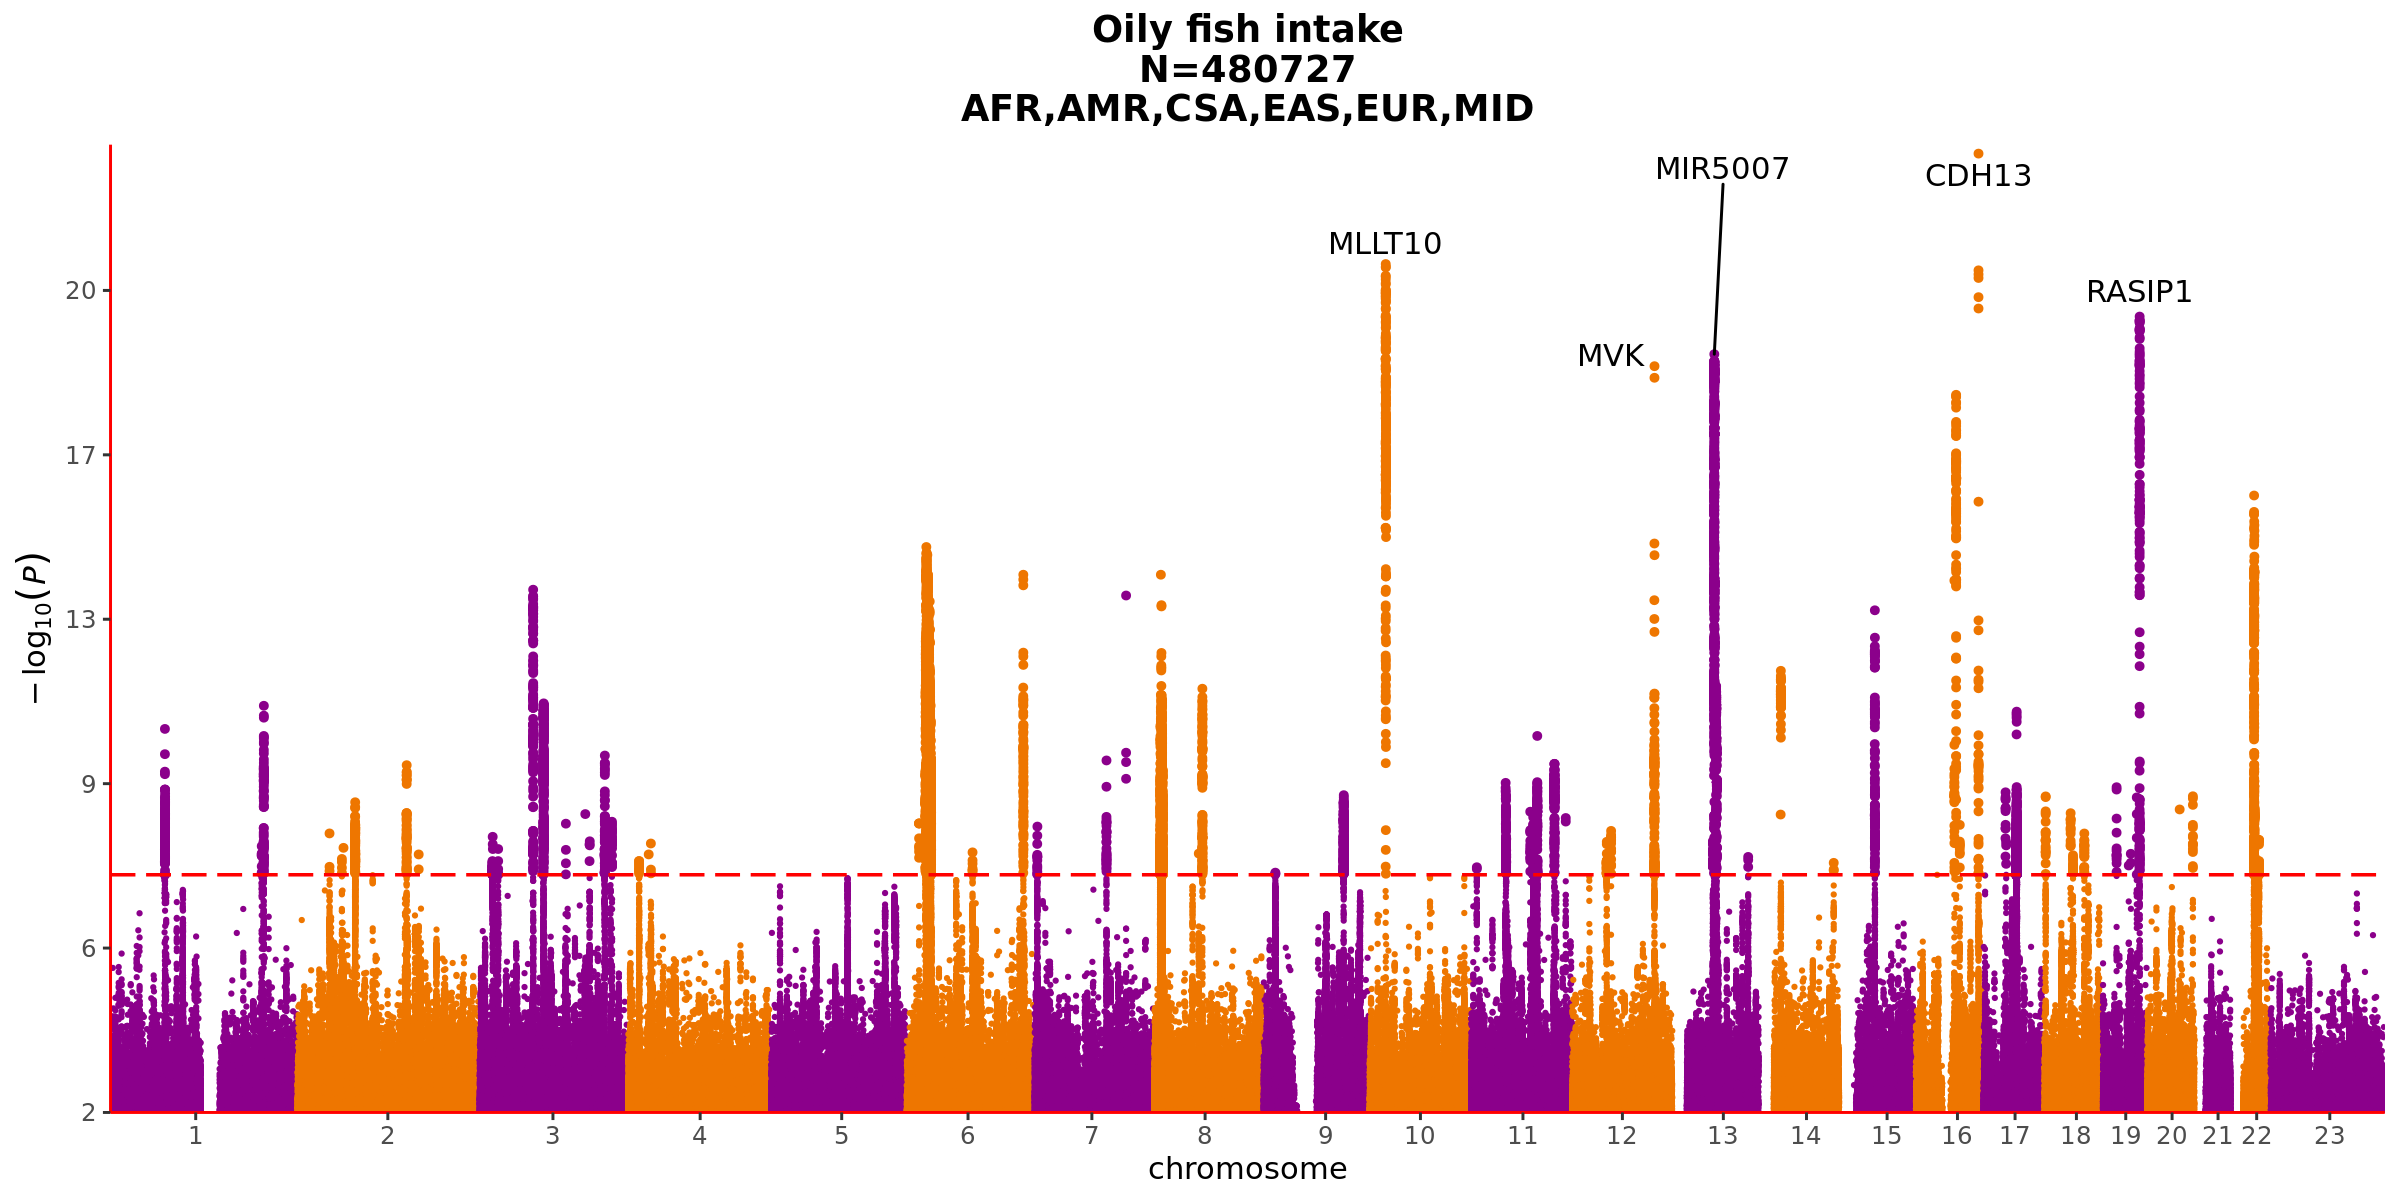 Oily fish intake
N=480727
AFR,AMR,CSA,EAS,EUR,MID
MIR5007
CDH13
MLLT10
RASIP1
MVK
20
17
13
9
6
2
−log10(P)
1 2 3 4 5 6 7 8 9 10 11 12 13 14 15 16 17 18 19 20 21 22 23
chromosome